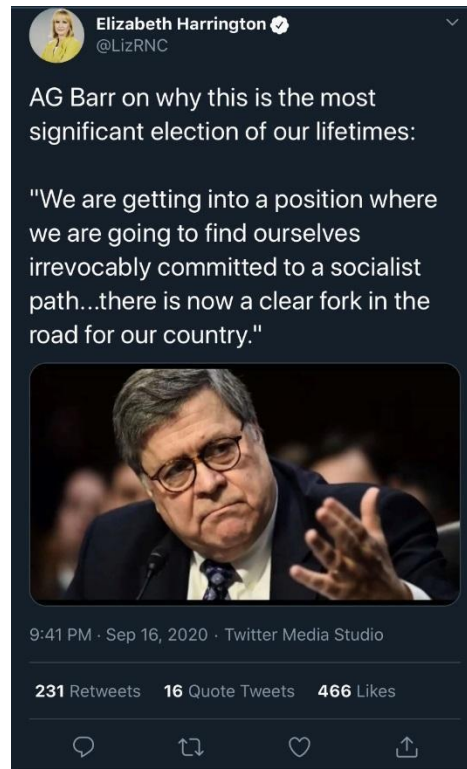 Elizabeth Harrington
@LizRNC
AG Barr on why this is the most
significant election of our lifetimes:
"We are getting into a position where
we are going to find ourselves
irrevocably committed to a socialist
path...there is now a clear fork in the
road for our country."
9:41 PM · Sep 16, 2020 · Twitter Media Studio
231 Retweets 16 Quote Tweets 466 Likes